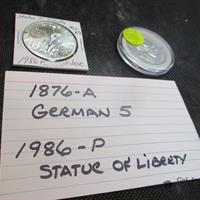 1876-A
GERMAN 5
1986-P
STATUE OF LIBERTY